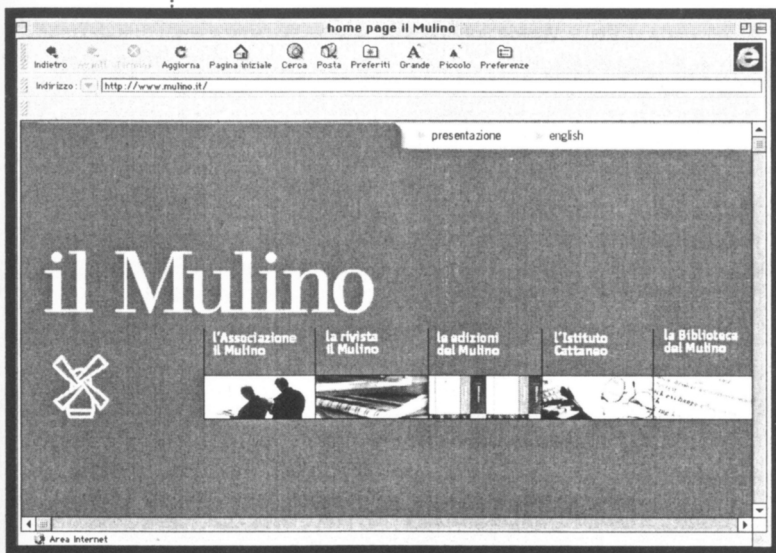 home page il Mulino
Indietro Aggiorna Pagina iniziale Cerca Posta Preferiti Grande Piccolo Preferenze
Indirizzo: http://www.mulino.it/
presentazione english
il Mulino
l'Associazione
il Mulino
la rivista
il Mulino
le edizioni
del Mulino
l'Istituto
Cattaneo
la Biblioteca
del Mulino
Area Internet